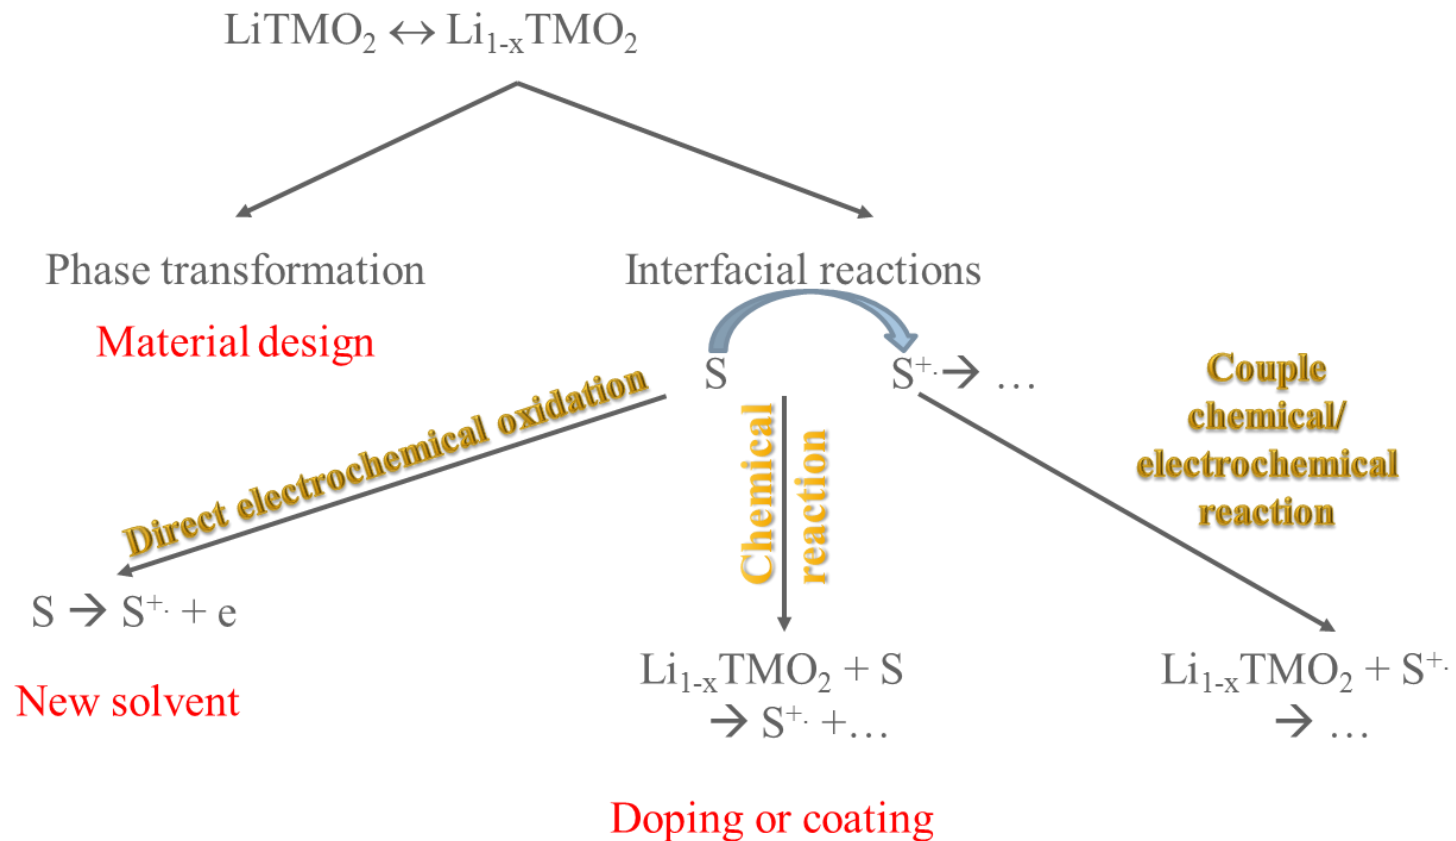 LiTMO₂ ↔ Li₁₋ₓTMO₂
Phase transformation
Interfacial reactions
Material design
S
S⁺·→ …
Direct electrochemical oxidation
Chemical
reaction
Couple
chemical/
electrochemical
reaction
S → S⁺· + e
New solvent
Li₁₋ₓTMO₂ + S
→ S⁺· +…
Li₁₋ₓTMO₂ + S⁺·
→ …
Doping or coating